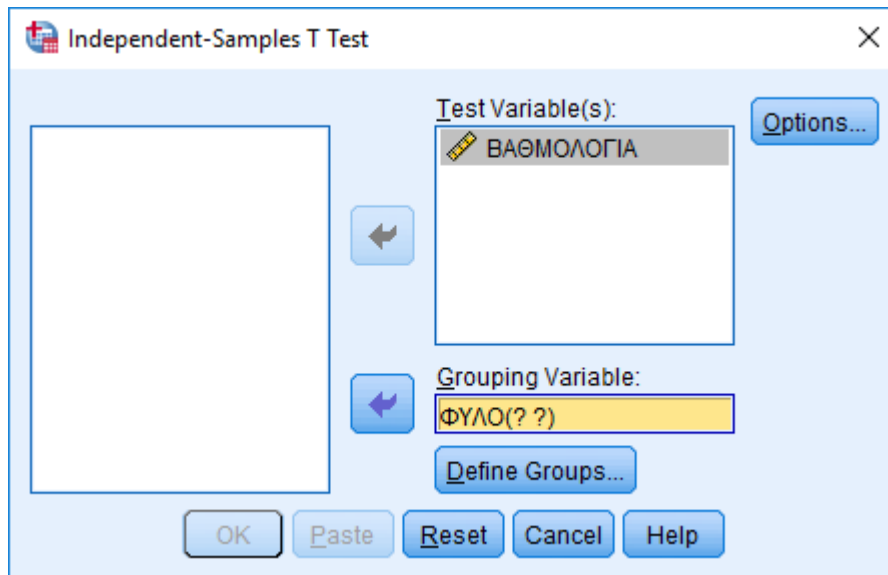 Independent-Samples T Test
Test Variable(s):
ΒΑΘΜΟΛΟΓΙΑ
Options...
Grouping Variable:
ΦΥΛΟ(? ?)
Define Groups...
OK Paste Reset Cancel Help